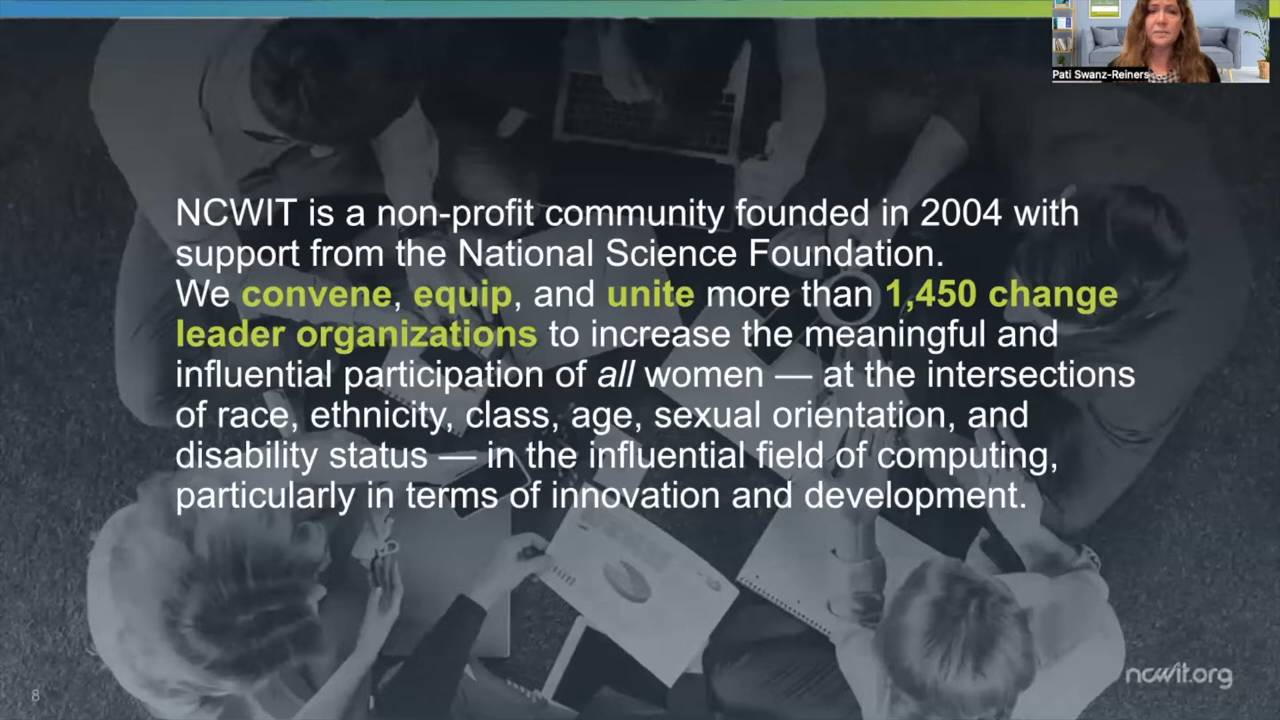 Pati Swanz-Reiners
NCWIT is a non-profit community founded in 2004 with
support from the National Science Foundation.
We convene, equip, and unite more than 1,450 change
leader organizations to increase the meaningful and
influential participation of all women — at the intersections
of race, ethnicity, class, age, sexual orientation, and
disability status — in the influential field of computing,
particularly in terms of innovation and development.
ncwit.org
8